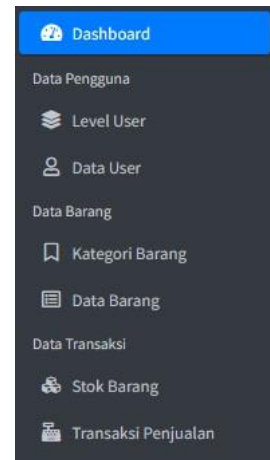 Dashboard
Data Pengguna
Level User
Data User
Data Barang
Kategori Barang
Data Barang
Data Transaksi
Stok Barang
Transaksi Penjualan